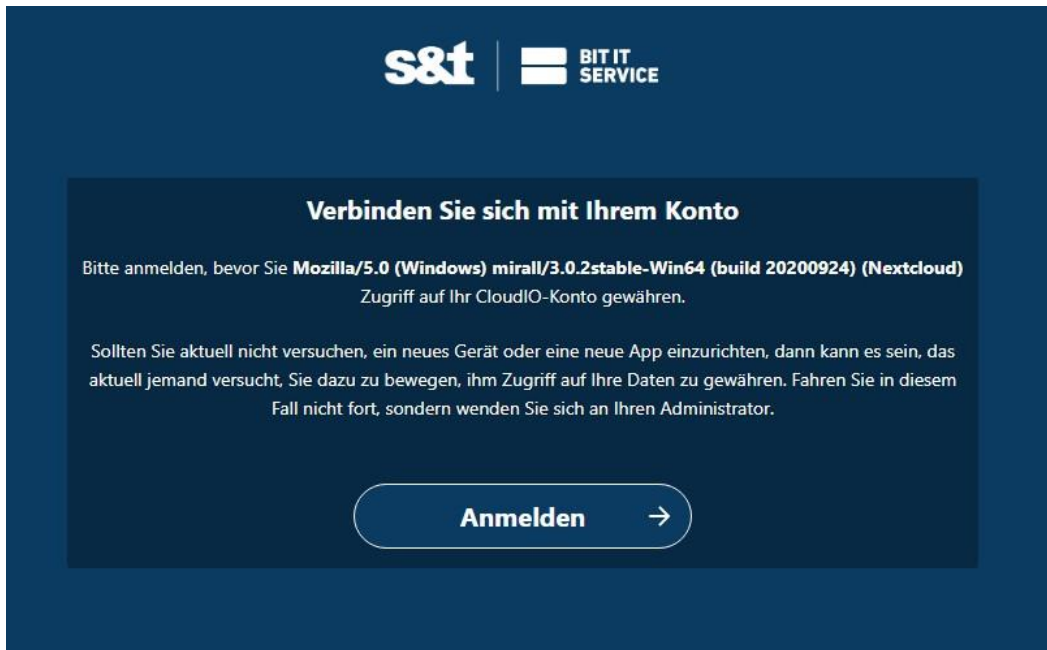 s&t
BIT IT
SERVICE
Verbinden Sie sich mit Ihrem Konto
Bitte anmelden, bevor Sie Mozilla/5.0 (Windows) mirall/3.0.2stable-Win64 (build 20200924) (Nextcloud)
Zugriff auf Ihr CloudIO-Konto gewähren.
Sollten Sie aktuell nicht versuchen, ein neues Gerät oder eine neue App einzurichten, dann kann es sein, das
aktuell jemand versucht, Sie dazu zu bewegen, ihm Zugriff auf Ihre Daten zu gewähren. Fahren Sie in diesem
Fall nicht fort, sondern wenden Sie sich an Ihren Administrator.
Anmelden →